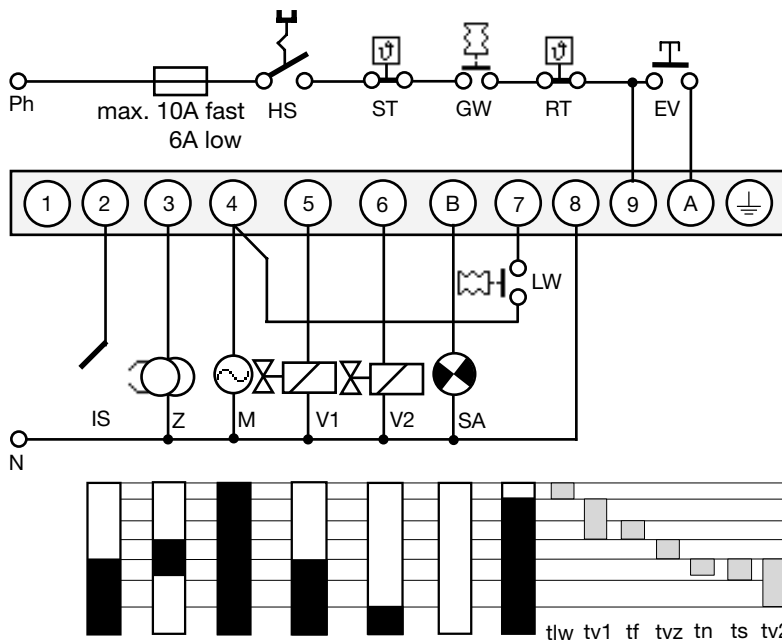 ϑ ϑ
Ph
max. 10A fast
6A low
HS ST GW RT EV
1 2 3 4 5 6 B 7 8 9 A
LW
IS Z M V1 V2 SA
N
tlw tv1 tf tvz tn ts tv2